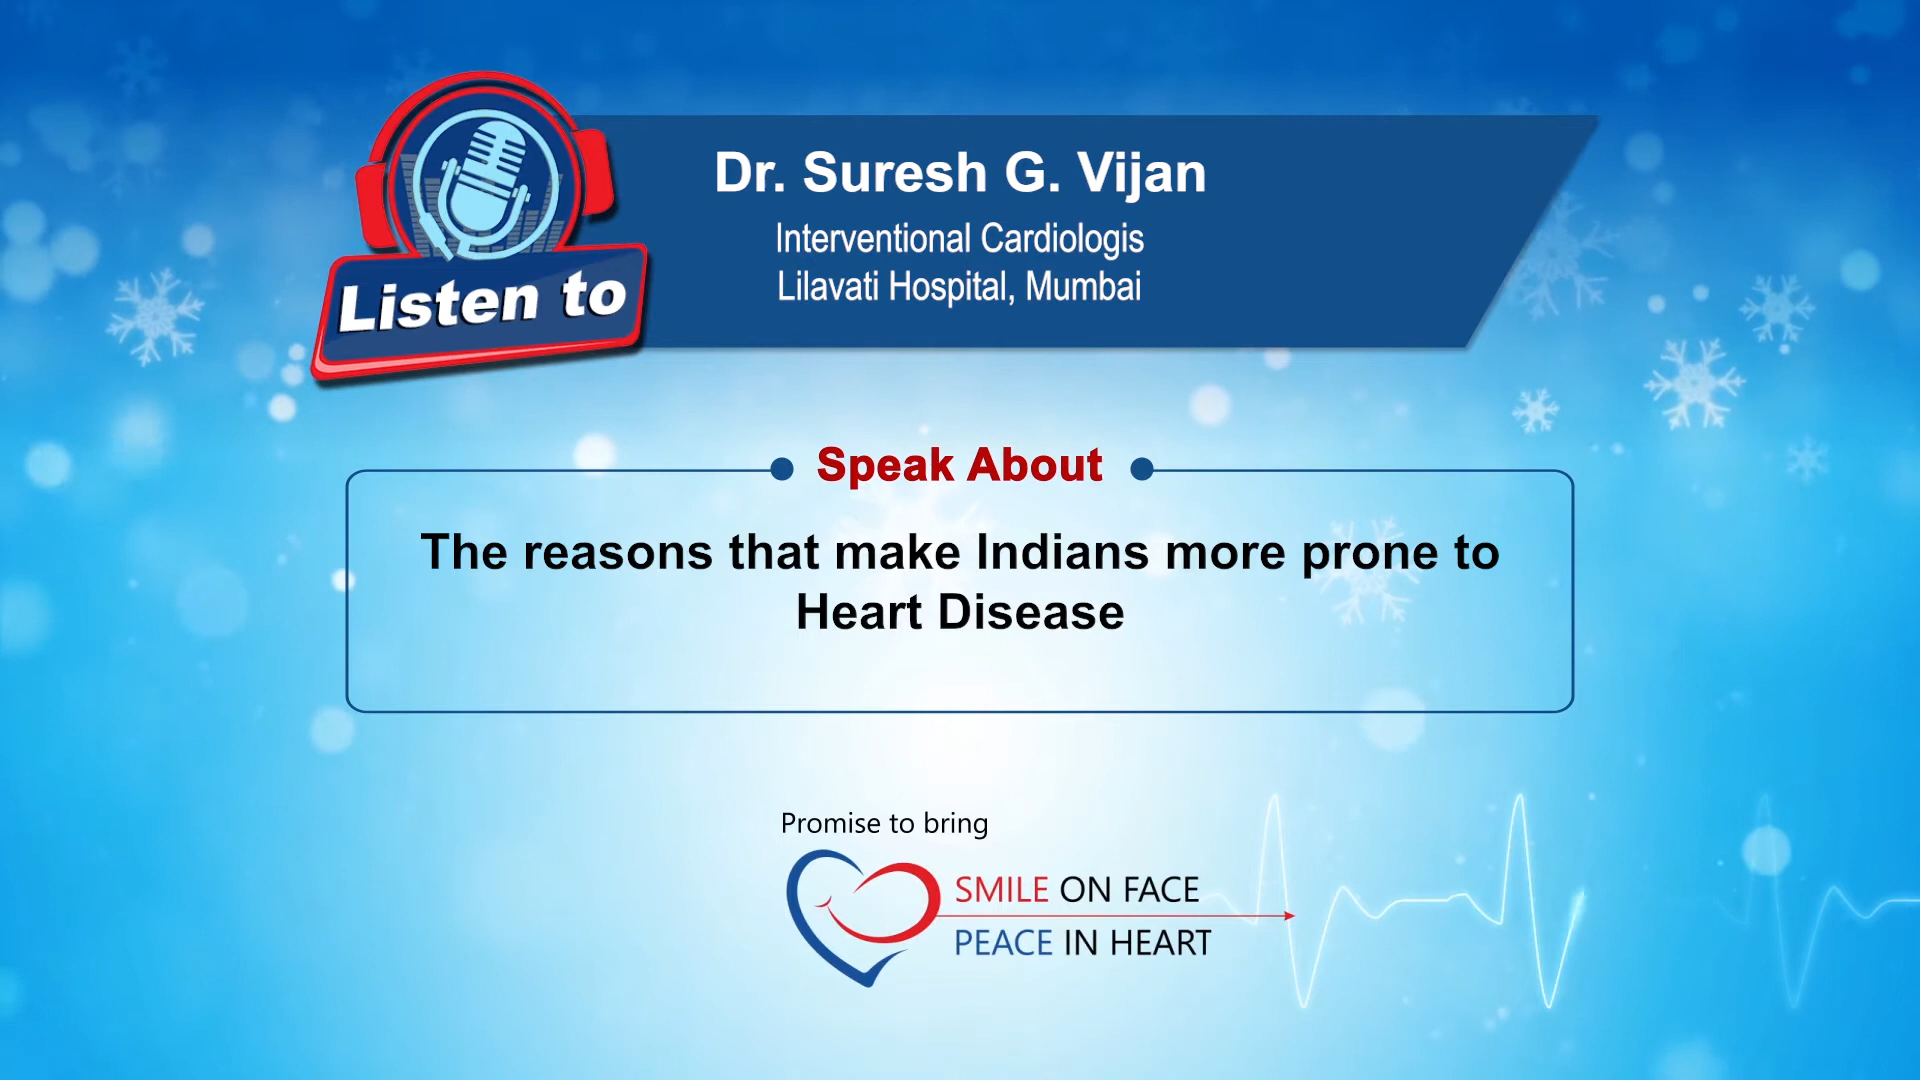 Listen to
Dr. Suresh G. Vijan
Interventional Cardiologis
Lilavati Hospital, Mumbai
Speak About
The reasons that make Indians more prone to
Heart Disease
Promise to bring
SMILE ON FACE
PEACE IN HEART